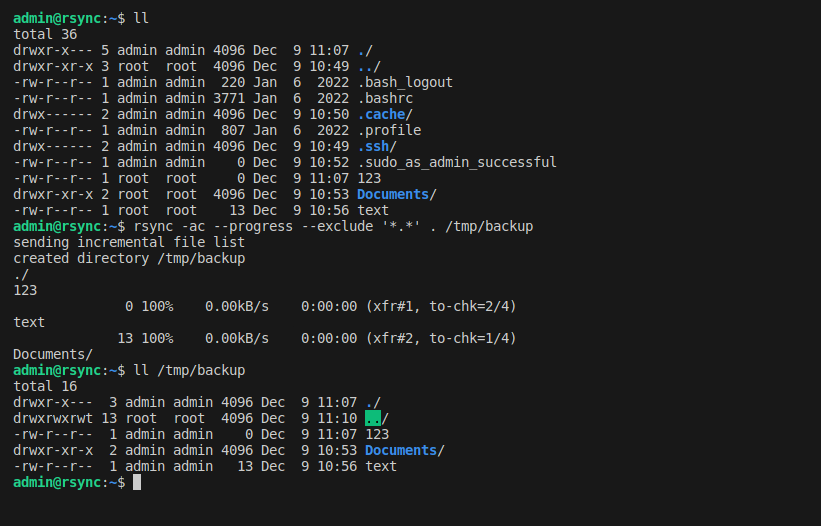 admin@rsync:~$ ll
total 36
drwxr-x--- 5 admin admin 4096 Dec  9 11:07 ./
drwxr-xr-x 3 root  root  4096 Dec  9 10:49 ../
-rw-r--r-- 1 admin admin  220 Jan  6  2022 .bash_logout
-rw-r--r-- 1 admin admin 3771 Jan  6  2022 .bashrc
drwx------ 2 admin admin 4096 Dec  9 10:50 .cache/
-rw-r--r-- 1 admin admin  807 Jan  6  2022 .profile
drwx------ 2 admin admin 4096 Dec  9 10:49 .ssh/
-rw-r--r-- 1 admin admin    0 Dec  9 10:52 .sudo_as_admin_successful
-rw-r--r-- 1 root  root     0 Dec  9 11:07 123
drwxr-xr-x 2 root  root  4096 Dec  9 10:53 Documents/
-rw-r--r-- 1 root  root    13 Dec  9 10:56 text
admin@rsync:~$ rsync -ac --progress --exclude '*.*' . /tmp/backup
sending incremental file list
created directory /tmp/backup
./
123
              0 100%    0.00kB/s    0:00:00 (xfr#1, to-chk=2/4)
text
             13 100%    0.00kB/s    0:00:00 (xfr#2, to-chk=1/4)
Documents/
admin@rsync:~$ ll /tmp/backup
total 16
drwxr-x---  3 admin admin 4096 Dec  9 11:07 ./
drwxrwxrwt 13 root  root  4096 Dec  9 11:10 ../
-rw-r--r--  1 admin admin    0 Dec  9 11:07 123
drwxr-xr-x  2 admin admin 4096 Dec  9 10:53 Documents/
-rw-r--r--  1 admin admin   13 Dec  9 10:56 text
admin@rsync:~$